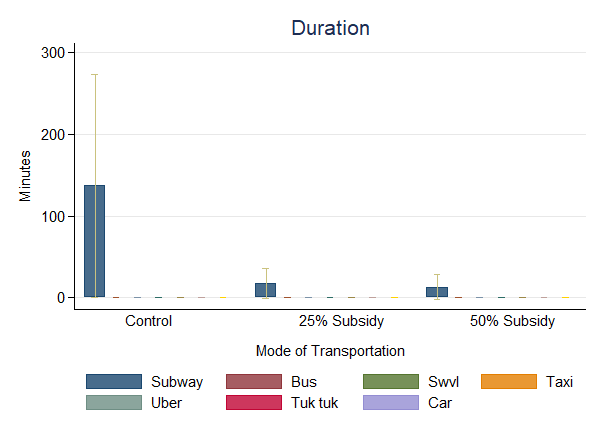 Duration
Minutes
300
200
100
0
Control 25% Subsidy 50% Subsidy
Mode of Transportation
Subway Bus Swvl Taxi
Uber Tuk tuk Car